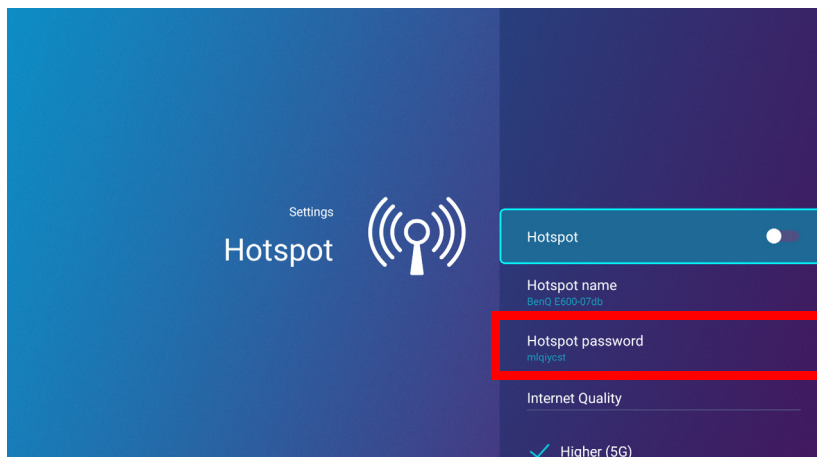 Settings
Hotspot
Hotspot
Hotspot name
BenQ E600-07db
Hotspot password
mlqiycst
Internet Quality
Higher (5G)